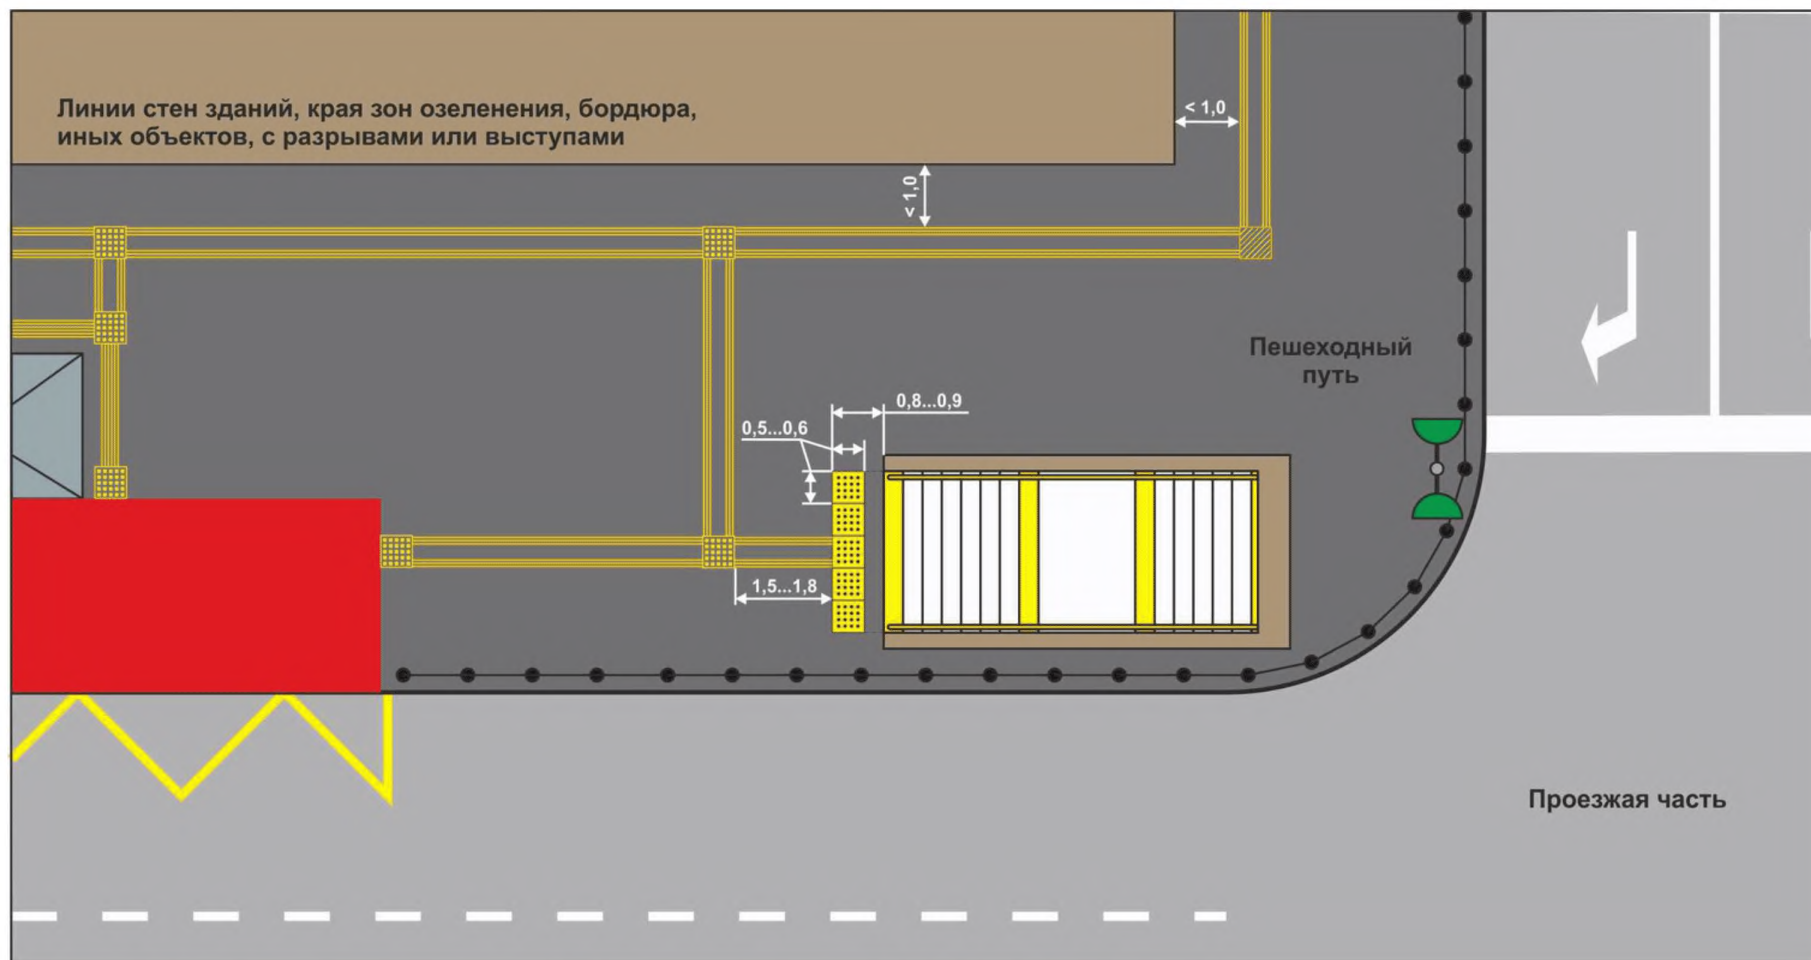 Линии стен зданий, края зон озеленения, бордюра,
иных объектов, с разрывами или выступами
< 1,0
< 1,0
Пешеходный
путь
0,8...0,9
0,5...0,6
1,5...1,8
Проезжая часть